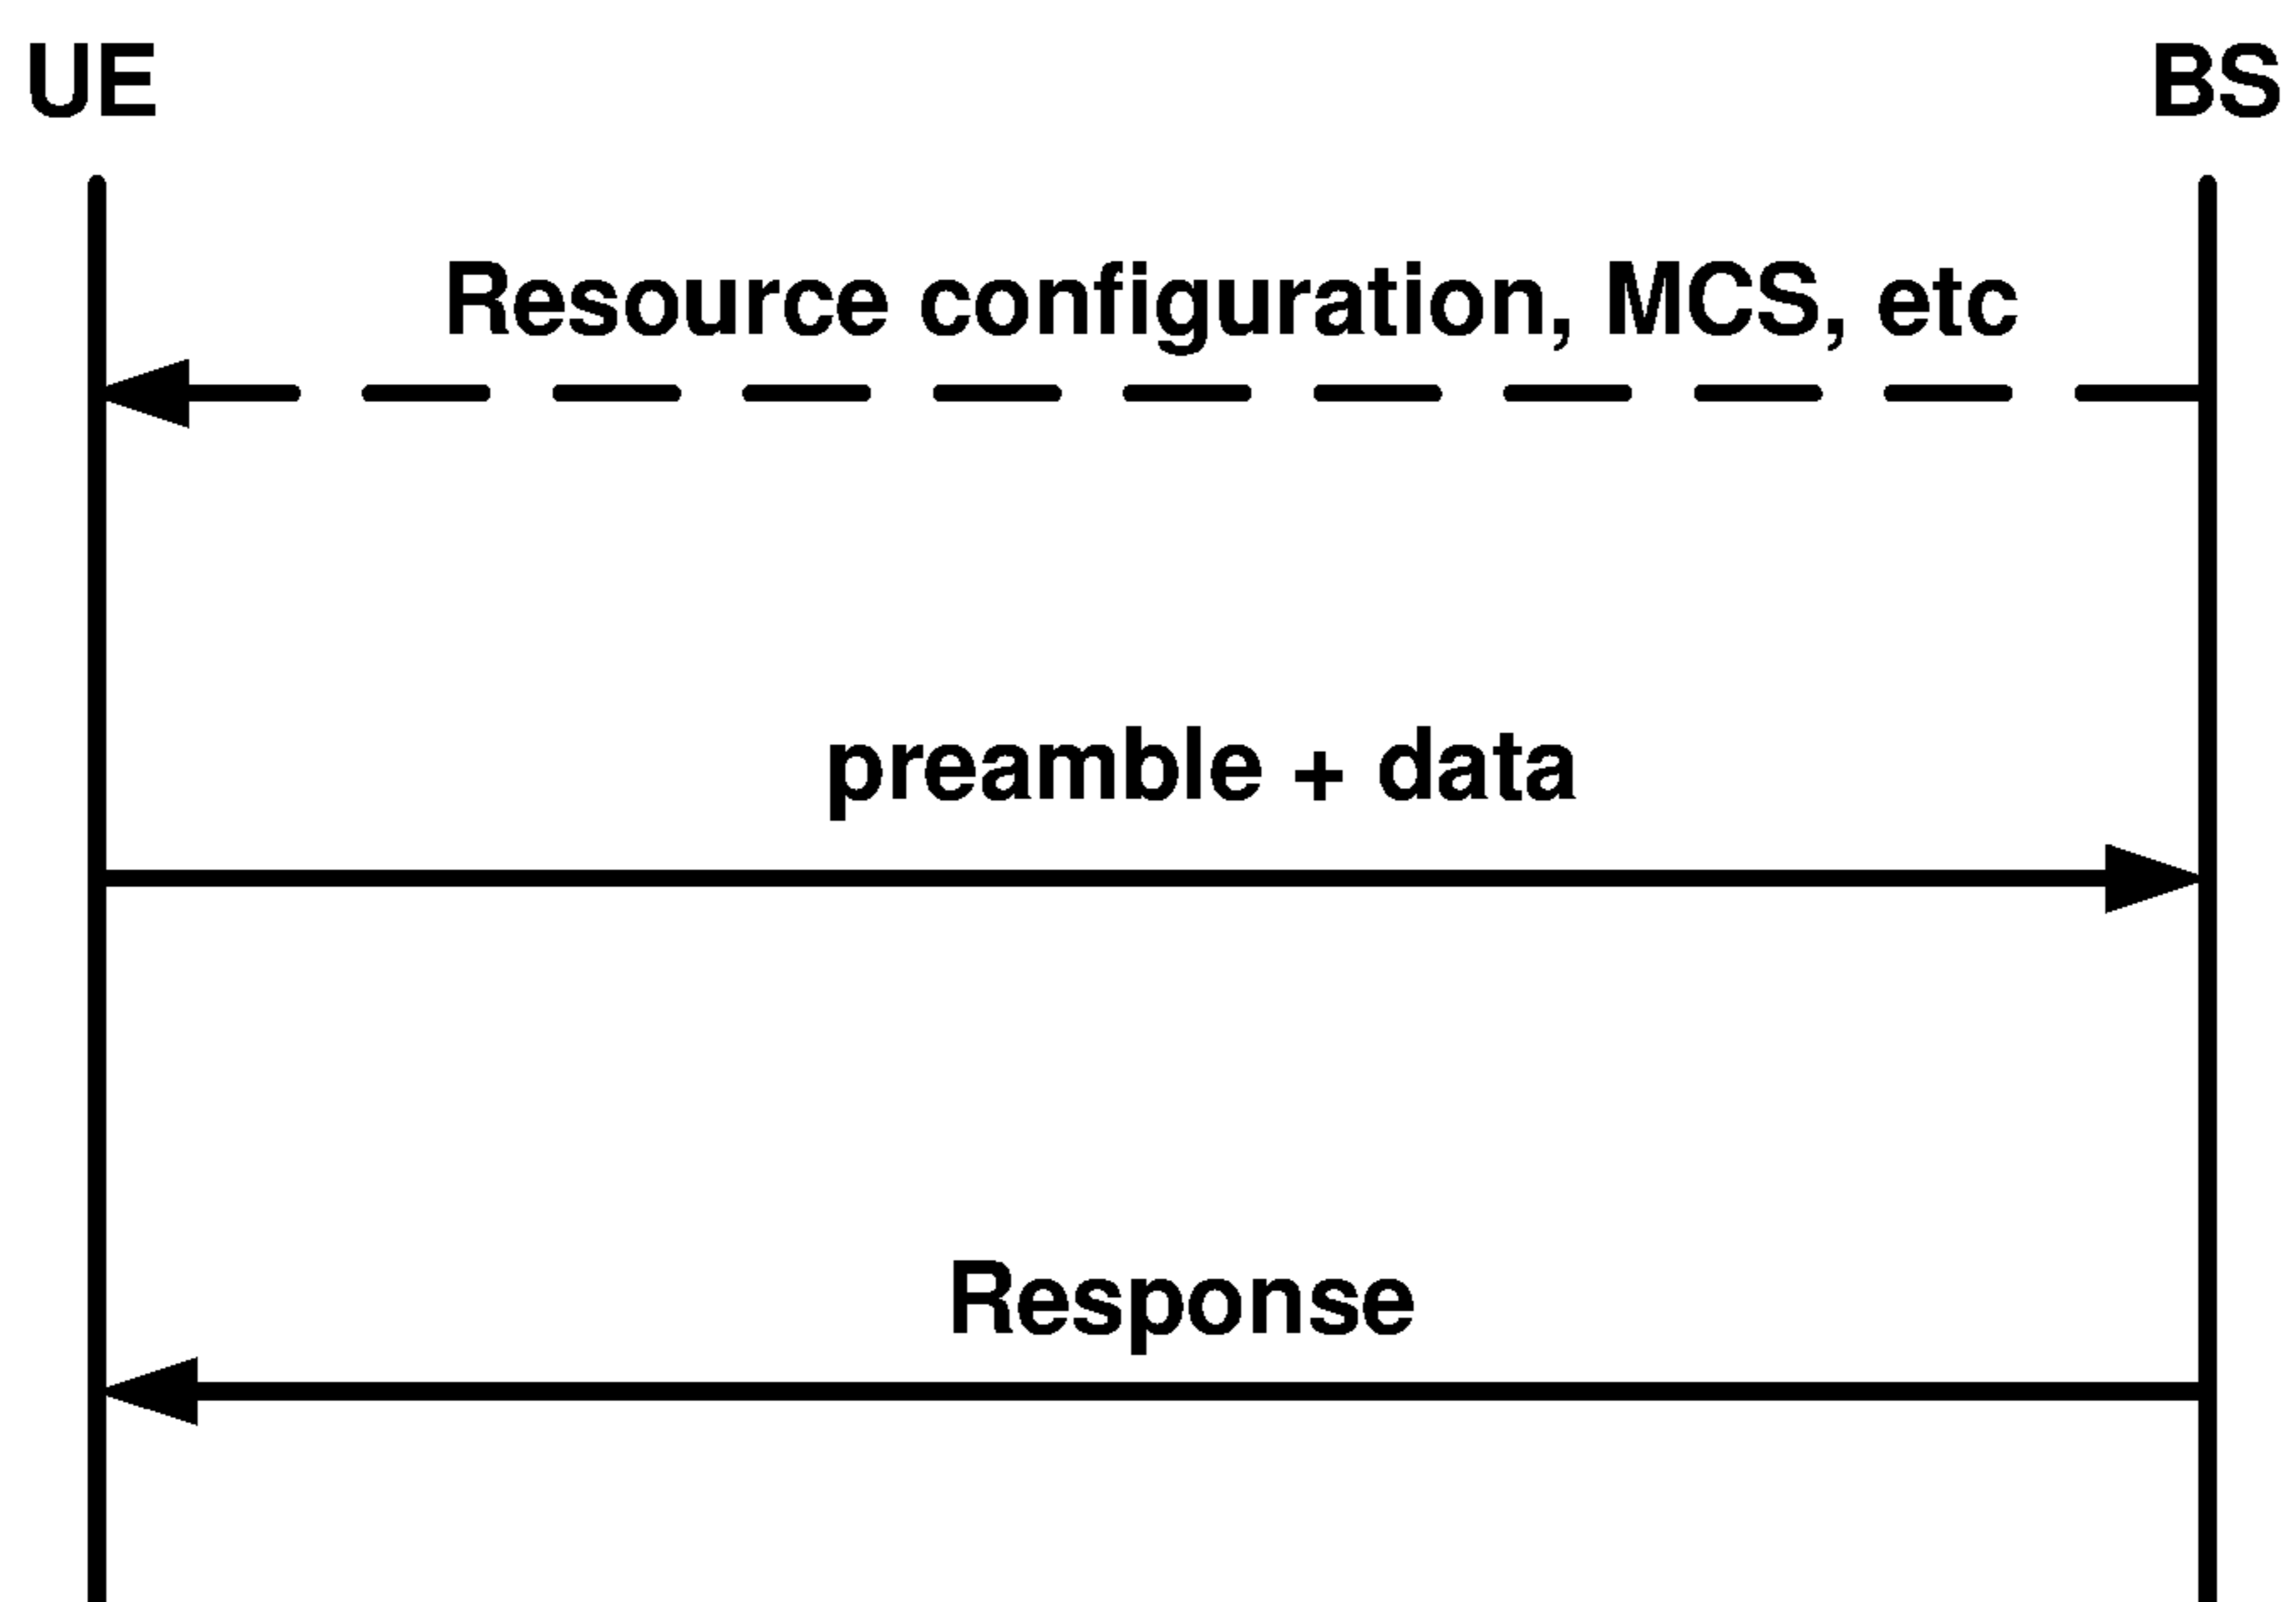 UE
BS
Resource configuration, MCS, etc
preamble + data
Response